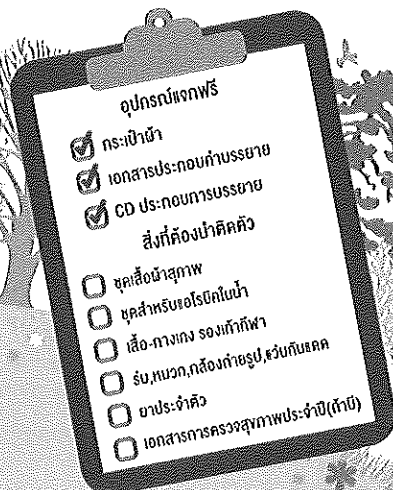 อุปกรณ์แจกฟรี
กระเป๋าผ้า
เอกสารประกอบคำบรรยาย
CD ประกอบการบรรยาย
สิ่งที่ต้องนำติดตัว
ชุดเสื้อผ้าสุภาพ
ชุดสำหรับแอโรบิคในน้ำ
เสื้อ-กางเกง รองเท้ากีฬา
ร่ม,หมวก,กล้องถ่ายรูป,แว่นกันแดด
ยาประจำตัว
เอกสารการตรวจสุขภาพประจำปี(ถ้ามี)